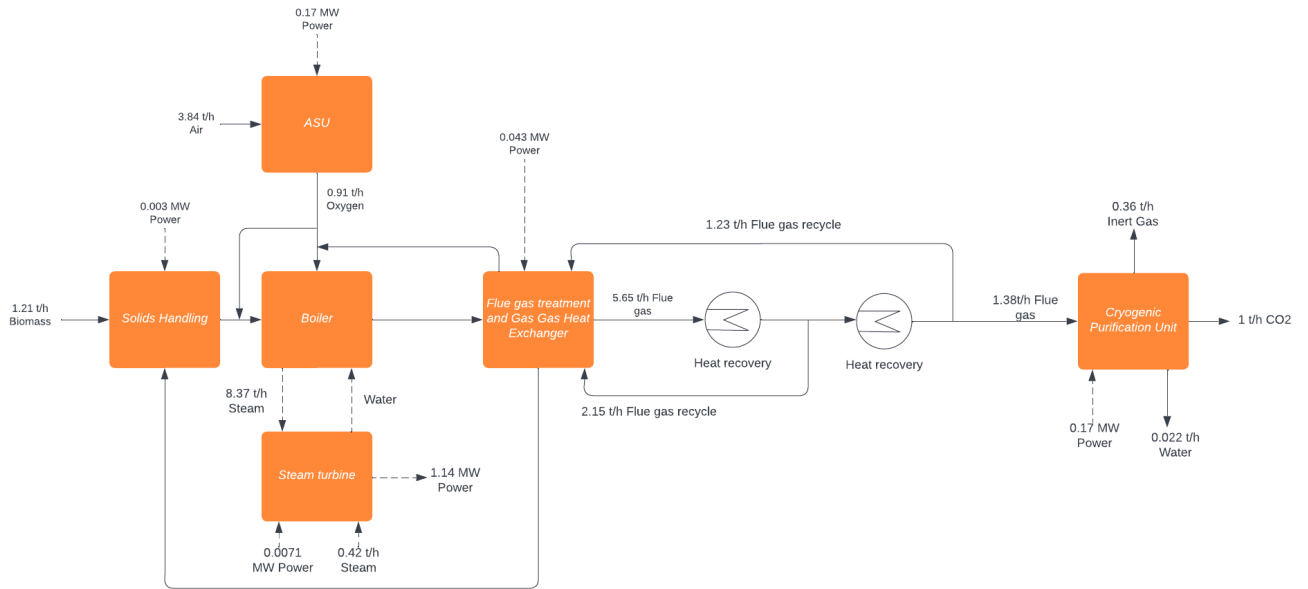 0.17 MW
Power
3.84 t/h
Air
ASU
0.91 t/h
Oxygen
0.003 MW
Power
0.043 MW
Power
1.23 t/h Flue gas recycle
0.36 t/h
Inert Gas
1.21 t/h
Biomass
Solids Handling
Boiler
Flue gas treatment
and Gas Gas Heat
Exchanger
5.65 t/h Flue
gas
Heat recovery
Heat recovery
1.38t/h Flue
gas
Cryogenic
Purification Unit
1 t/h CO2
8.37 t/h
Steam
Water
2.15 t/h Flue gas recycle
0.17 MW
Power
0.022 t/h
Water
Steam turbine
1.14 MW
Power
0.0071
MW Power
0.42 t/h
Steam